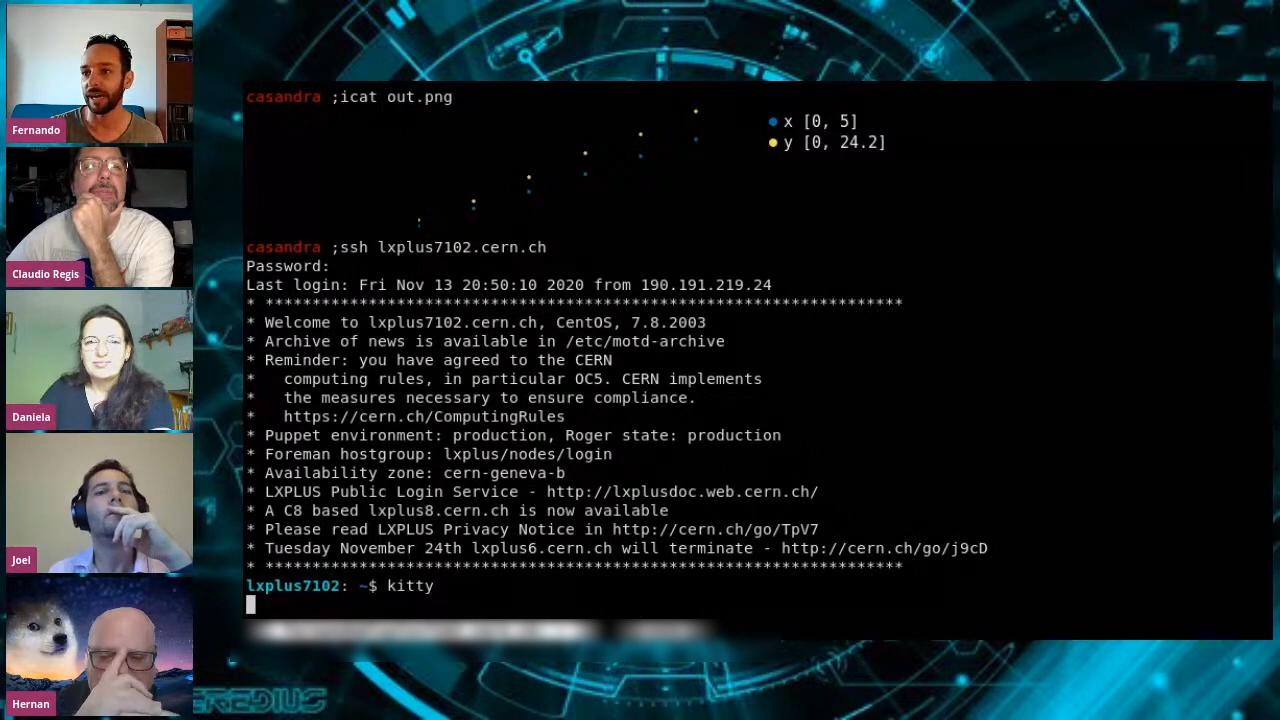 Fernando
Claudio Regis
Daniela
Joel
Hernan
casandra ;icat out.png
x [0, 5]
y [0, 24.2]
casandra ;ssh lxplus7102.cern.ch
Password:
Last login: Fri Nov 13 20:50:10 2020 from 190.191.219.24
* ********************************************************************
* Welcome to lxplus7102.cern.ch, CentOS, 7.8.2003
* Archive of news is available in /etc/motd-archive
* Reminder: you have agreed to the CERN
*   computing rules, in particular OC5. CERN implements
*   the measures necessary to ensure compliance.
*   https://cern.ch/ComputingRules
* Puppet environment: production, Roger state: production
* Foreman hostgroup: lxplus/nodes/login
* Availability zone: cern-geneva-b
* LXPLUS Public Login Service - http://lxplusdoc.web.cern.ch/
* A C8 based lxplus8.cern.ch is now available
* Please read LXPLUS Privacy Notice in http://cern.ch/go/TpV7
* Tuesday November 24th lxplus6.cern.ch will terminate - http://cern.ch/go/j9cD
* ********************************************************************
lxplus7102: ~$ kitty